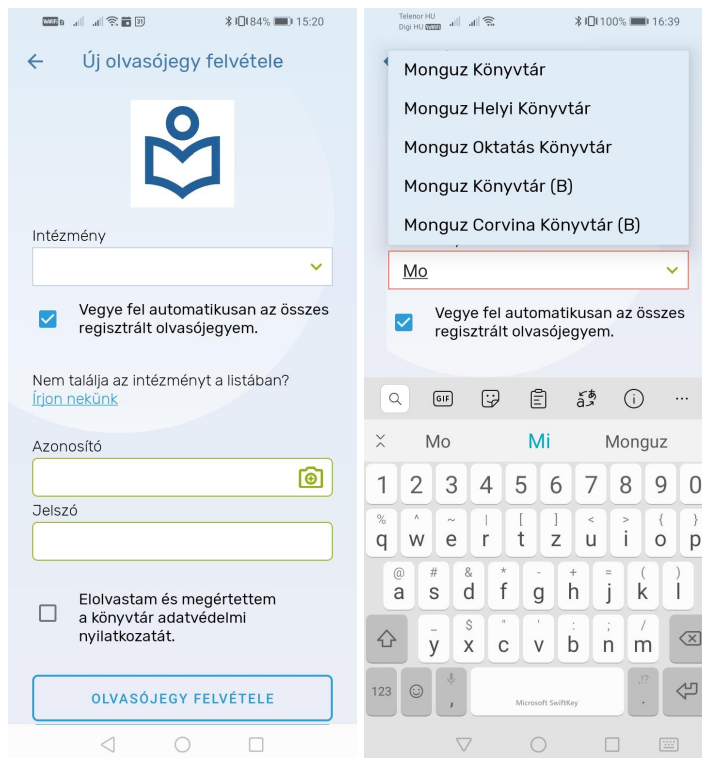 84% 15:20
Új olvasójegy felvétele
Intézmény
Vegye fel automatikusan az összes
regisztrált olvasójegyem.
Nem találja az intézményt a listában?
Írjon nekünk
Azonosító
Jelszó
Elolvastam és megértettem
a könyvtár adatvédelmi
nyilatkozatát.
OLVASÓJEGY FELVÉTELE
Telenor HU
Digi HU 100% 16:39
Monguz Könyvtár
Monguz Helyi Könyvtár
Monguz Oktatás Könyvtár
Monguz Könyvtár (B)
Monguz Corvina Könyvtár (B)
Mo
Vegye fel automatikusan az összes
regisztrált olvasójegyem.
GIF
Mo Mi Monguz
1 2 3 4 5 6 7 8 9 0
% ^ ~ | [ ] < > { }
q w e r t z u i o p
@ # & * - + = ( )
a s d f g h j k l
_ $ " ' : ; /
y x c v b n m
123 , Microsoft SwiftKey ,!? .